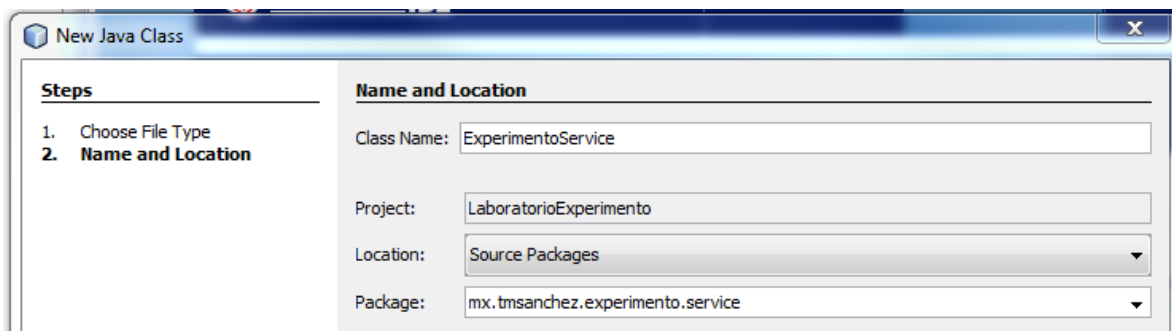 New Java Class
X
Steps
1. Choose File Type
2. Name and Location
Name and Location
Class Name: ExperimentoService
Project: LaboratorioExperimento
Location: Source Packages
Package: mx.tmsanchez.experimento.service